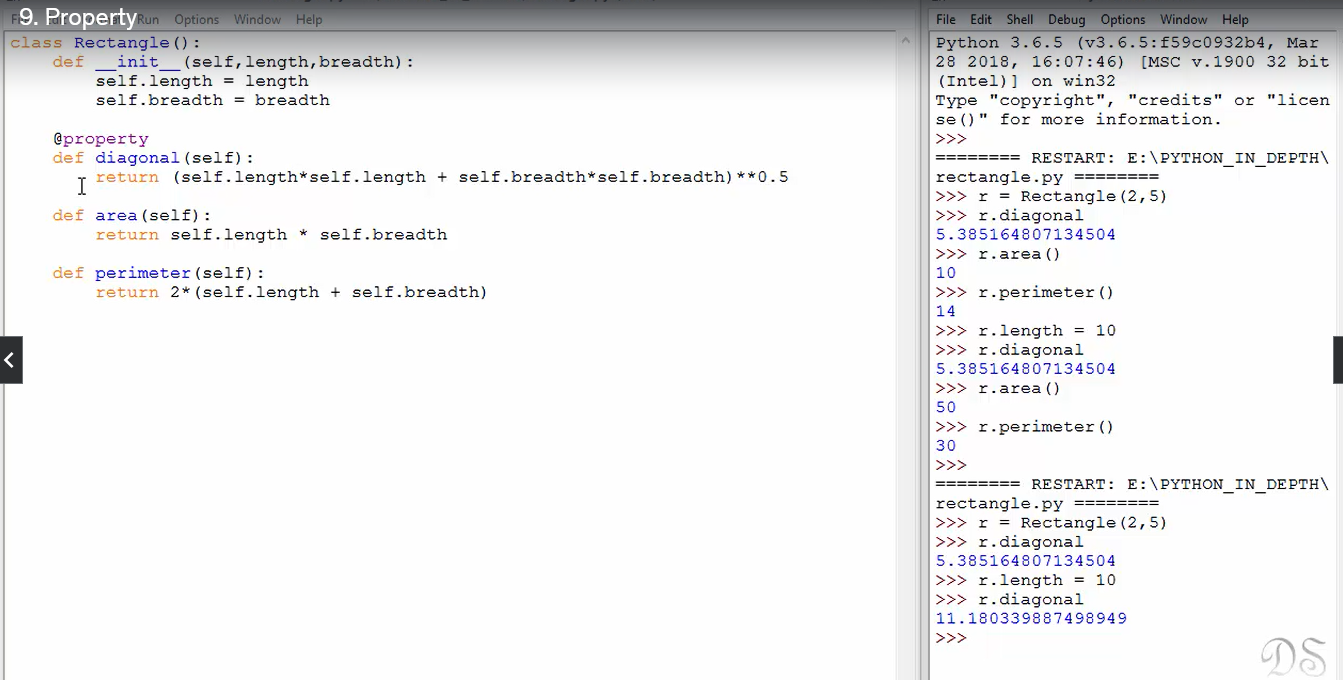 9. Property
Run Options Window Help
class Rectangle():
    def __init__(self,length,breadth):
        self.length = length
        self.breadth = breadth
    @property
    def diagonal(self):
        return (self.length*self.length + self.breadth*self.breadth)**0.5
    def area(self):
        return self.length * self.breadth
    def perimeter(self):
        return 2*(self.length + self.breadth)
File Edit Shell Debug Options Window Help
Python 3.6.5 (v3.6.5:f59c0932b4, Mar
28 2018, 16:07:46) [MSC v.1900 32 bit
(Intel)] on win32
Type "copyright", "credits" or "licen
se()" for more information.
>>>
======== RESTART: E:\PYTHON_IN_DEPTH\
rectangle.py ========
>>> r = Rectangle(2,5)
>>> r.diagonal
5.385164807134504
>>> r.area()
10
>>> r.perimeter()
14
>>> r.length = 10
>>> r.diagonal
5.385164807134504
>>> r.area()
50
>>> r.perimeter()
30
>>>
======== RESTART: E:\PYTHON_IN_DEPTH\
rectangle.py ========
>>> r = Rectangle(2,5)
>>> r.diagonal
5.385164807134504
>>> r.length = 10
>>> r.diagonal
11.180339887498949
>>>
DS